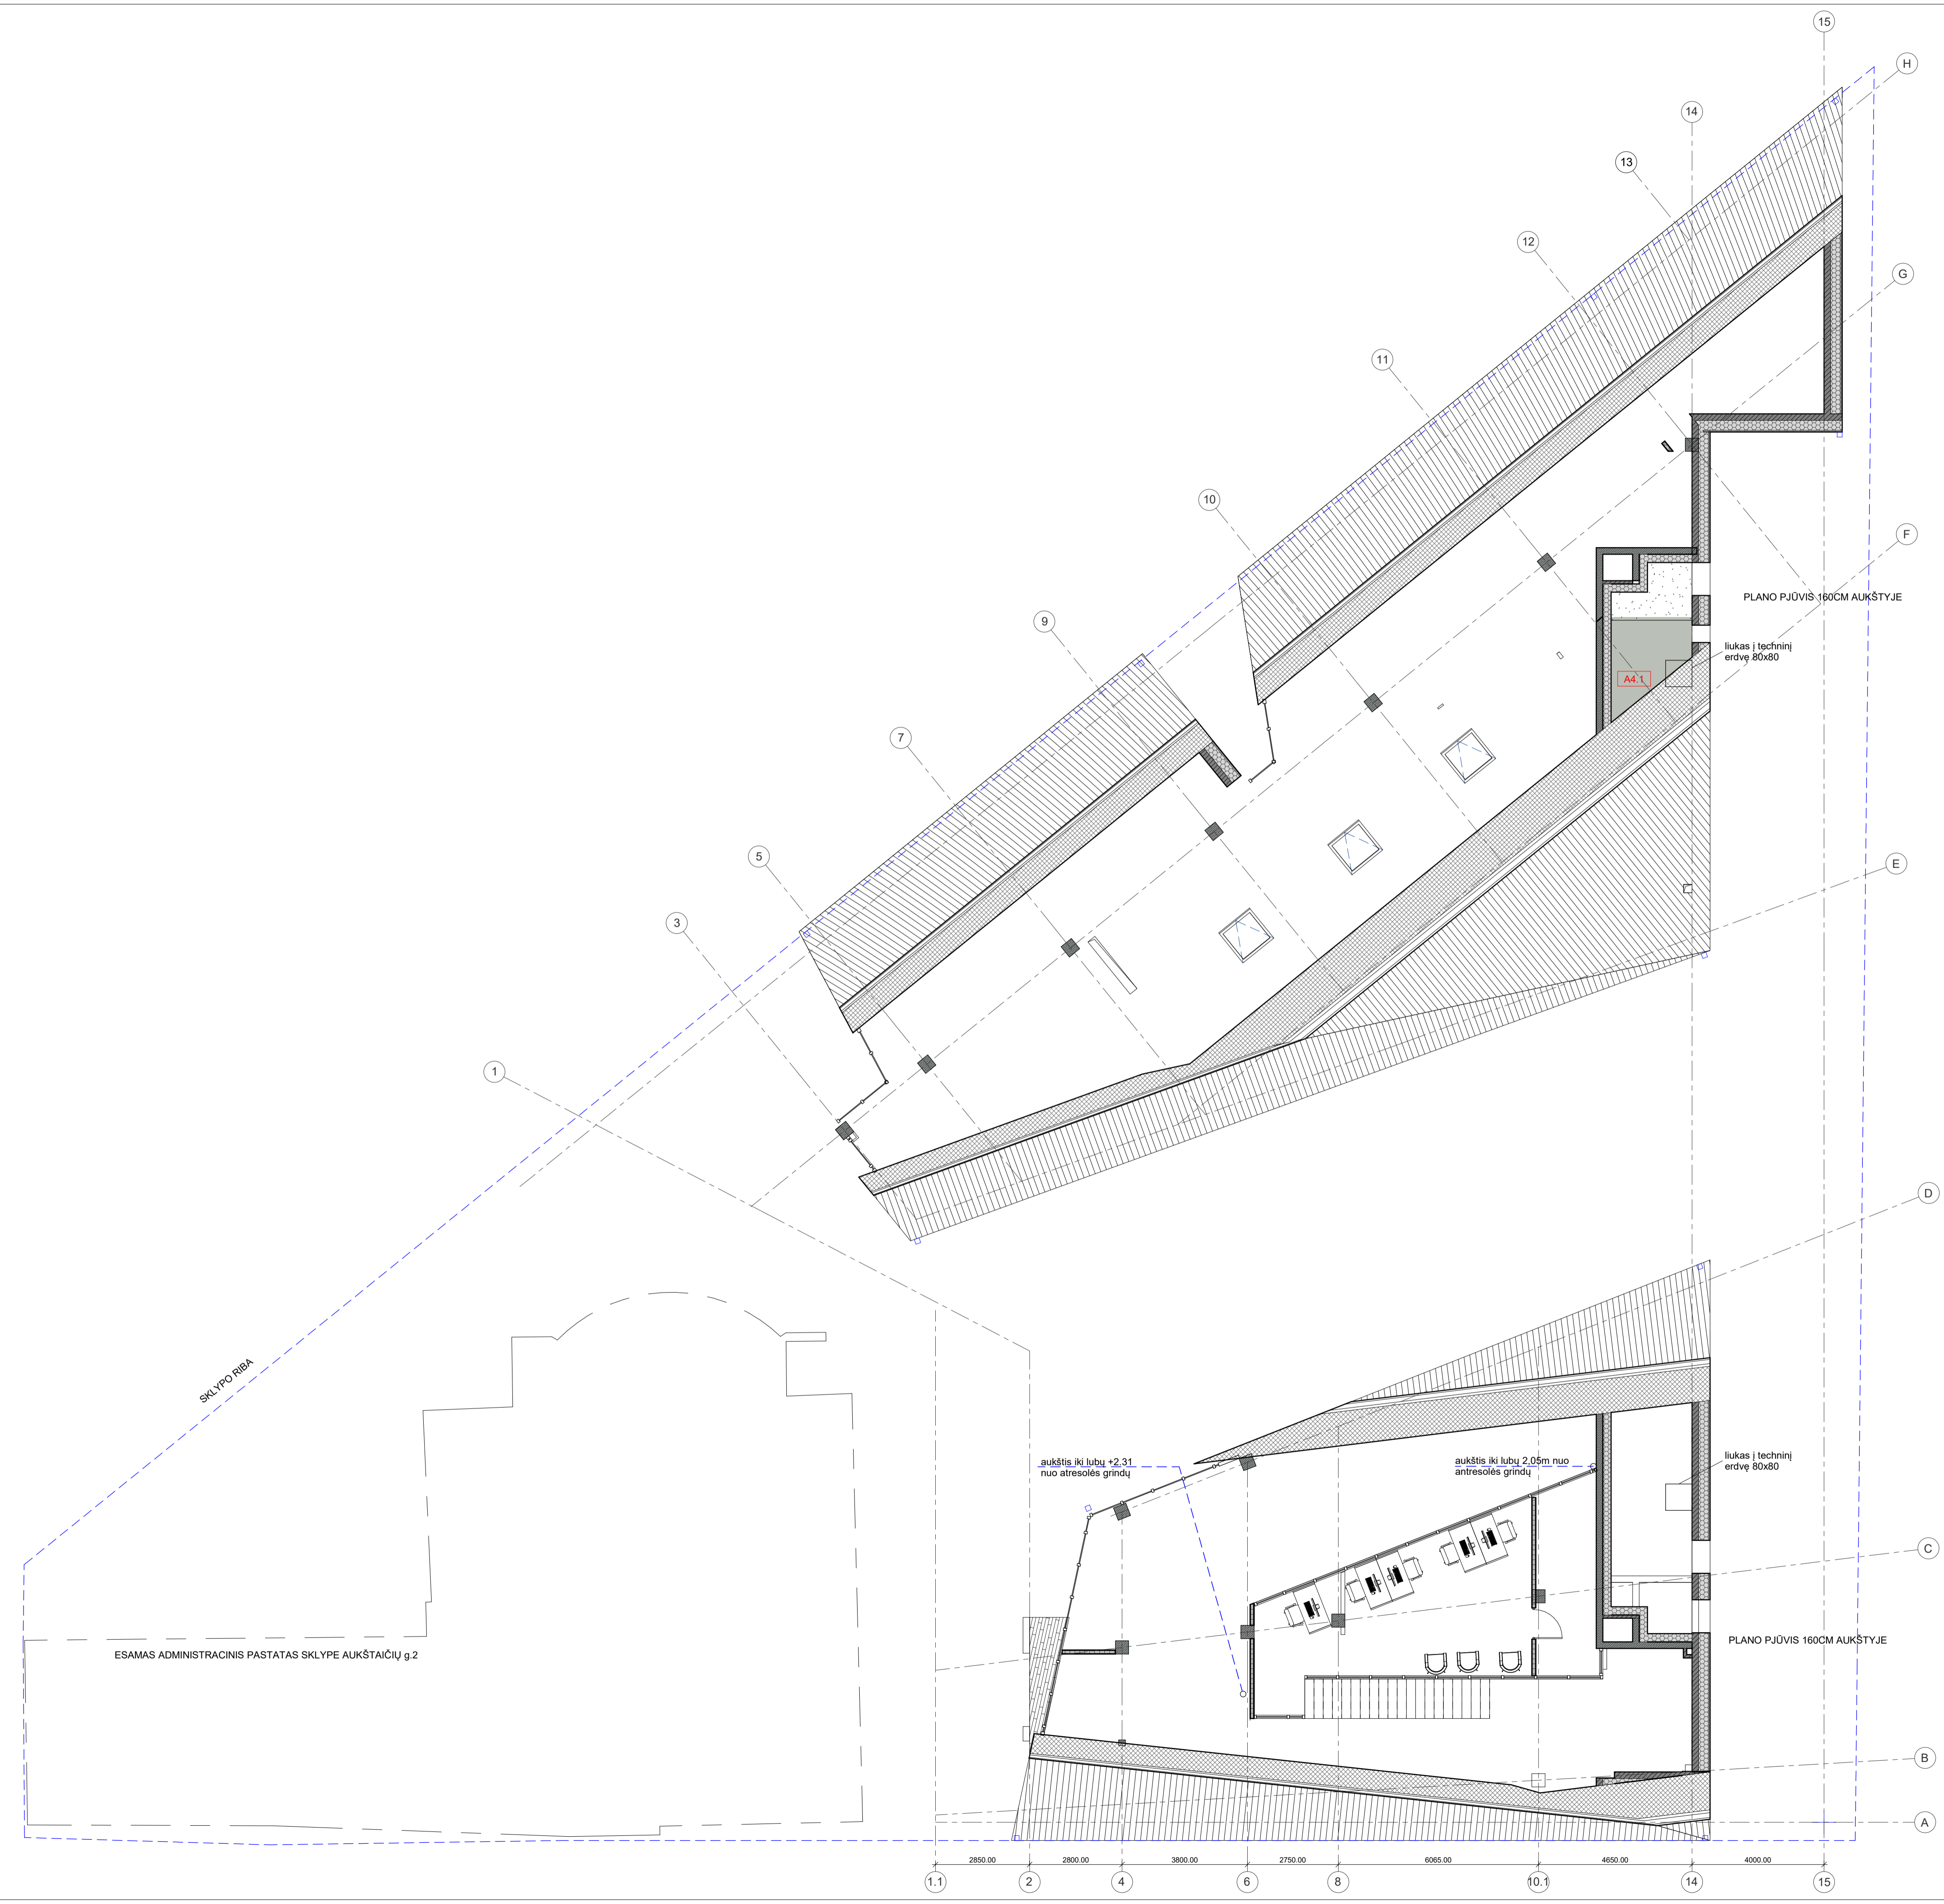 15
H
14
13
12
G
11
10
F
PLANO PJŪVIS 160CM AUKŠTYJE
9
liukas į techninį
erdvę 80x80
A4.1
7
5
E
3
1
D
SKLYPO RIBA
aukštis iki lubų +2.31
nuo atresolės grindų
aukštis iki lubų 2,05m nuo
antresolės grindų
liukas į techninį
erdvę 80x80
C
ESAMAS ADMINISTRACINIS PASTATAS SKLYPE AUKŠTAIČIŲ g.2
PLANO PJŪVIS 160CM AUKŠTYJE
B
A
2850.00 2800.00 3800.00 2750.00 6065.00 4650.00 4000.00
1.1 2 4 6 8 10.1 14 15